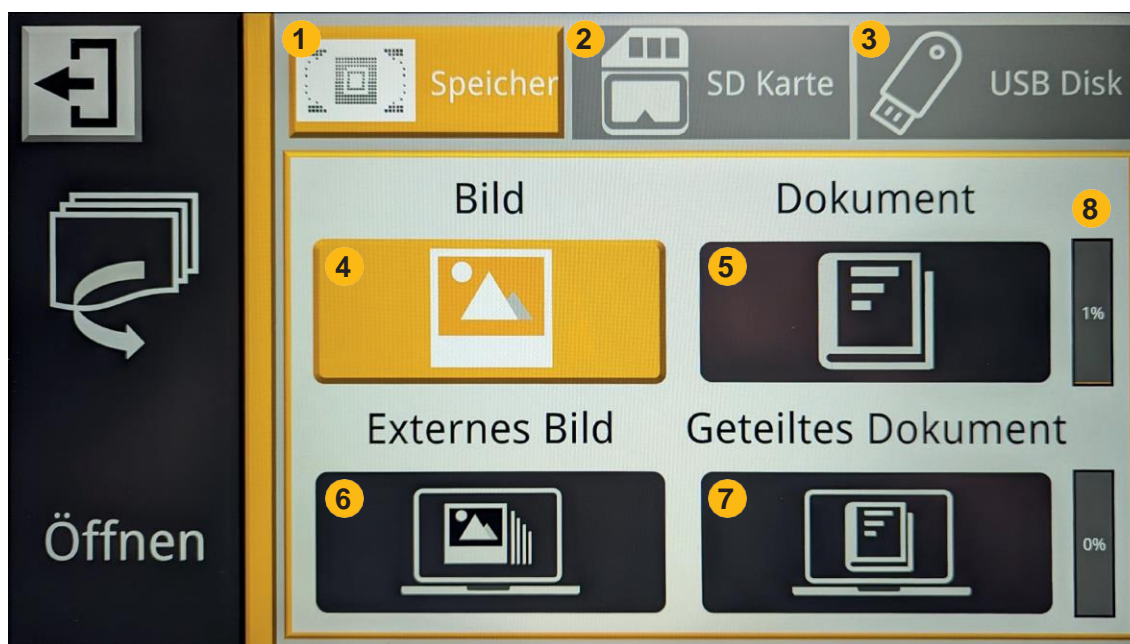 1 Speicher
2 SD Karte
3 USB Disk
Bild
Dokument
8
4
5
1%
Externes Bild
Geteiltes Dokument
6
7
0%
Öffnen